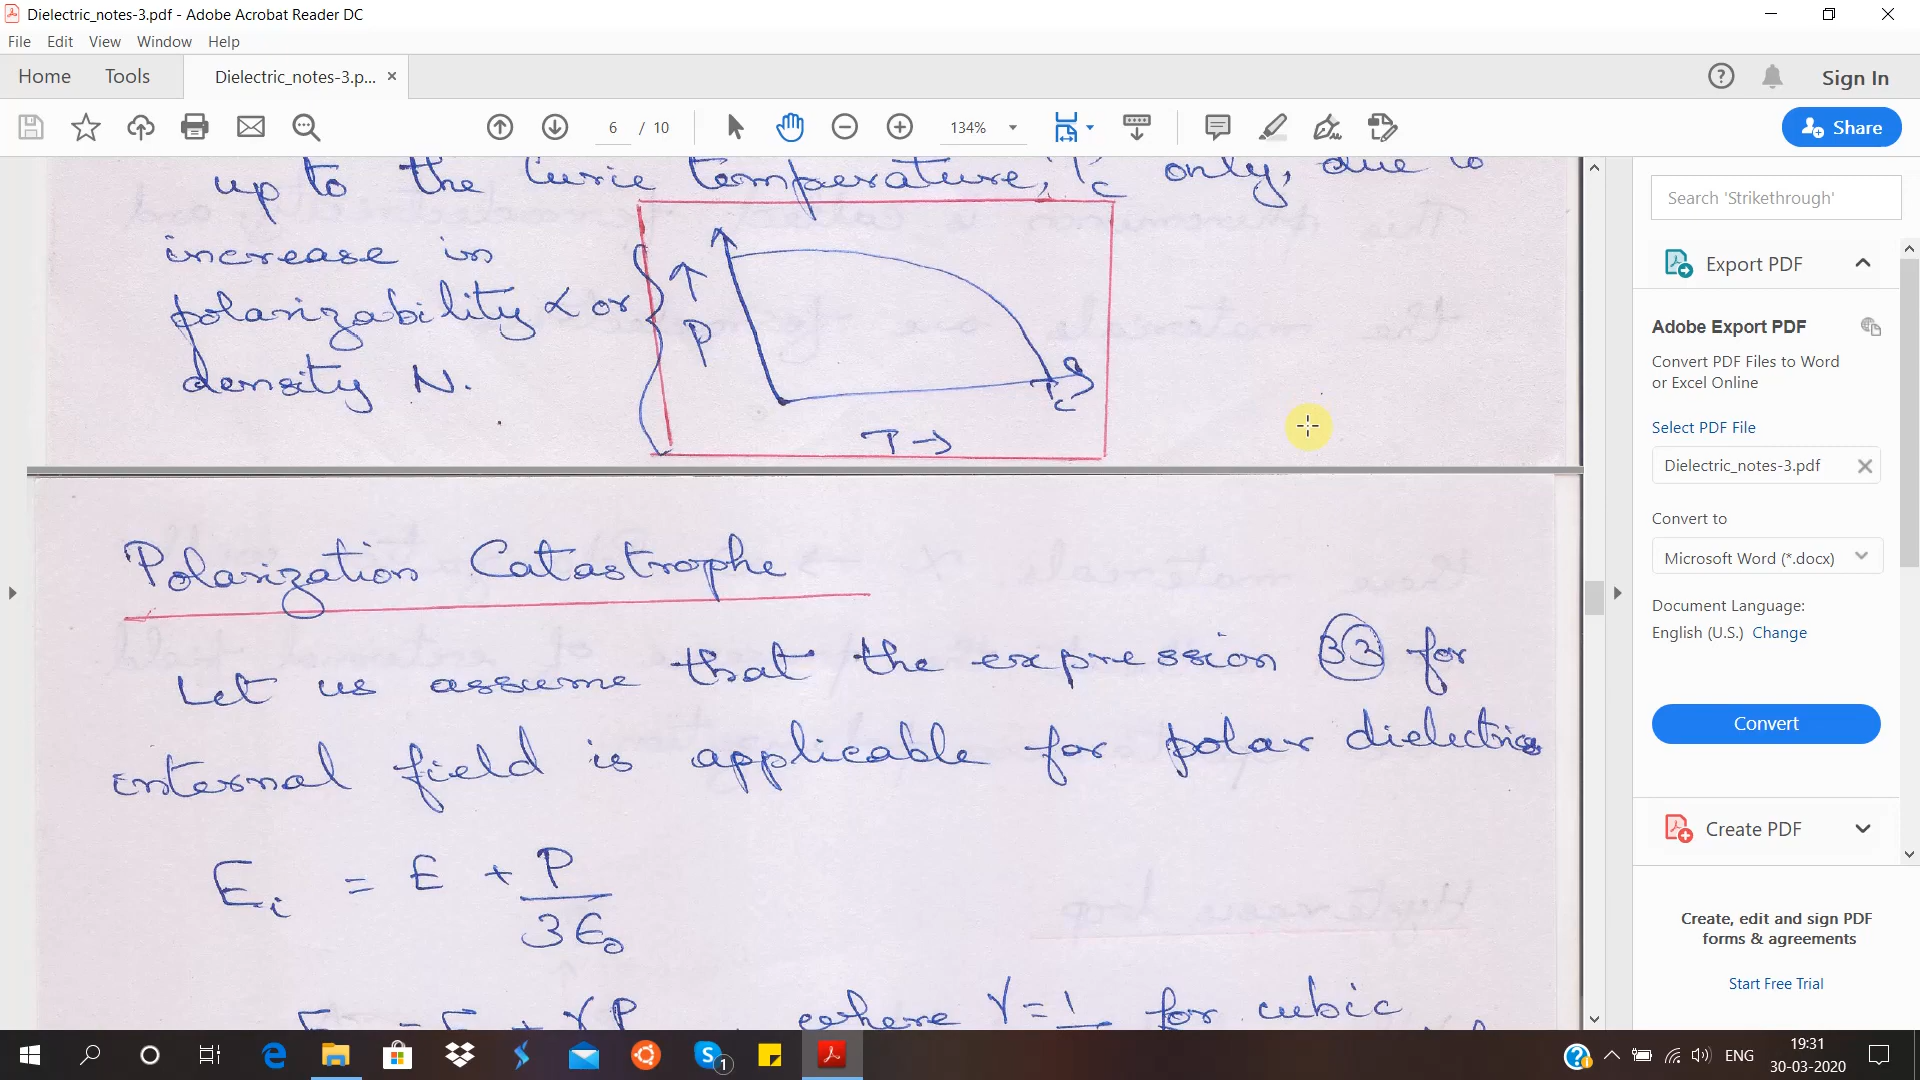 Dielectric_notes-3.pdf - Adobe Acrobat Reader DC
File Edit View Window Help
Home Tools Dielectric_notes-3.p... × Sign In
6 / 10 134% Share
up to the Curie temperature, Tc only, due to
increase in
polarizability α or
density N.
P
Tc
T →
Polarization Catastrophe
Let us assume that the expression 33 for
internal field is applicable for polar dielectrics
Ei = E + P
3ε0
= E + γP, where γ = 1 for cubic
Search 'Strikethrough'
Export PDF
Adobe Export PDF
Convert PDF Files to Word
or Excel Online
Select PDF File
Dielectric_notes-3.pdf
Convert to
Microsoft Word (*.docx)
Document Language:
English (U.S.) Change
Convert
Create PDF
Create, edit and sign PDF
forms & agreements
Start Free Trial
1
ENG
19:31
30-03-2020